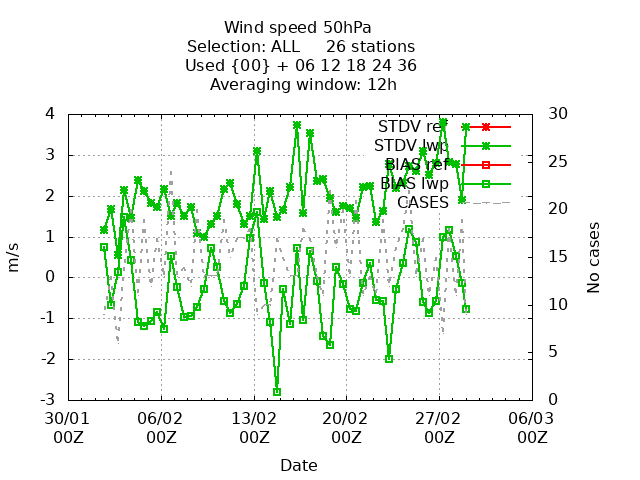 Wind speed 50hPa
Selection: ALL 26 stations
Used {00} + 06 12 18 24 36
Averaging window: 12h
4
3
2
1
0
-1
-2
-3
m/s
30
25
20
15
10
5
0
No cases
STDV ref
STDV lwp
BIAS ref
BIAS lwp
CASES
30/01 06/02 13/02 20/02 27/02 06/03
00Z 00Z 00Z 00Z 00Z 00Z
Date